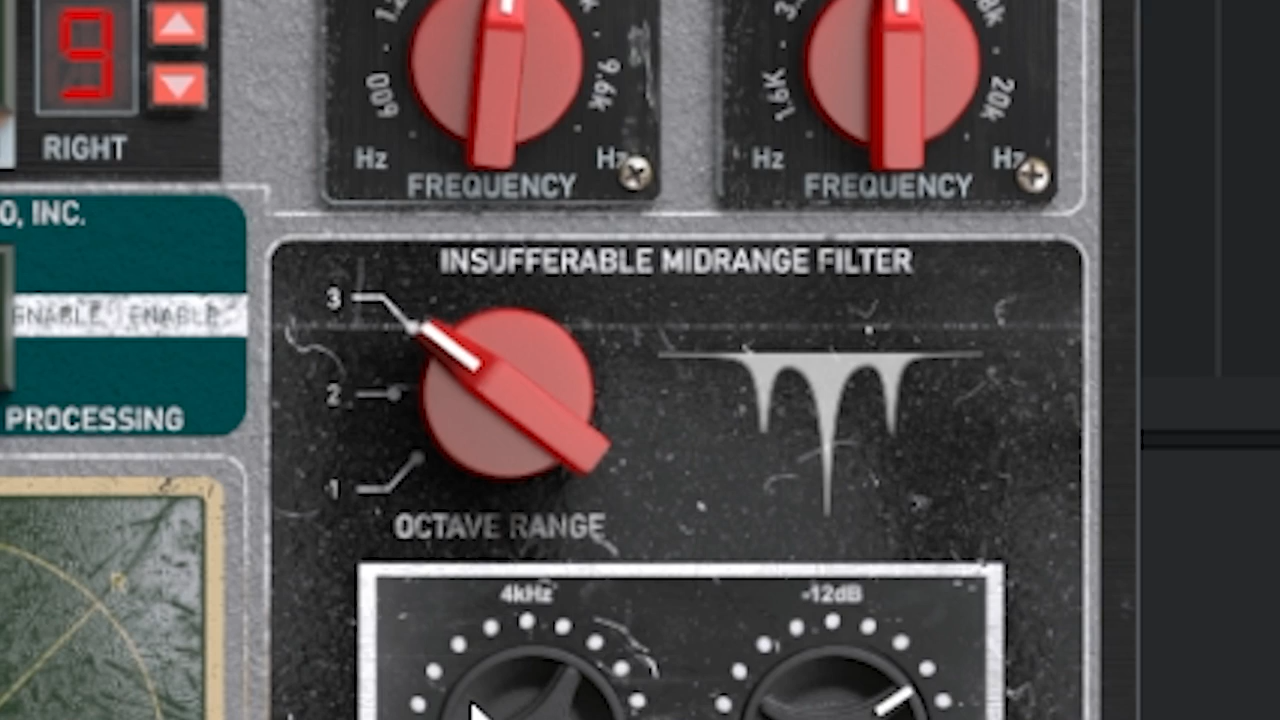 9
RIGHT
600
9.6k
Hz
Hz
FREQUENCY
1.6K
20k
Hz
Hz
FREQUENCY
O, INC.
ENABLE ENABLE
PROCESSING
INSUFFERABLE MIDRANGE FILTER
3
2
1
OCTAVE RANGE
4kHz
-12dB